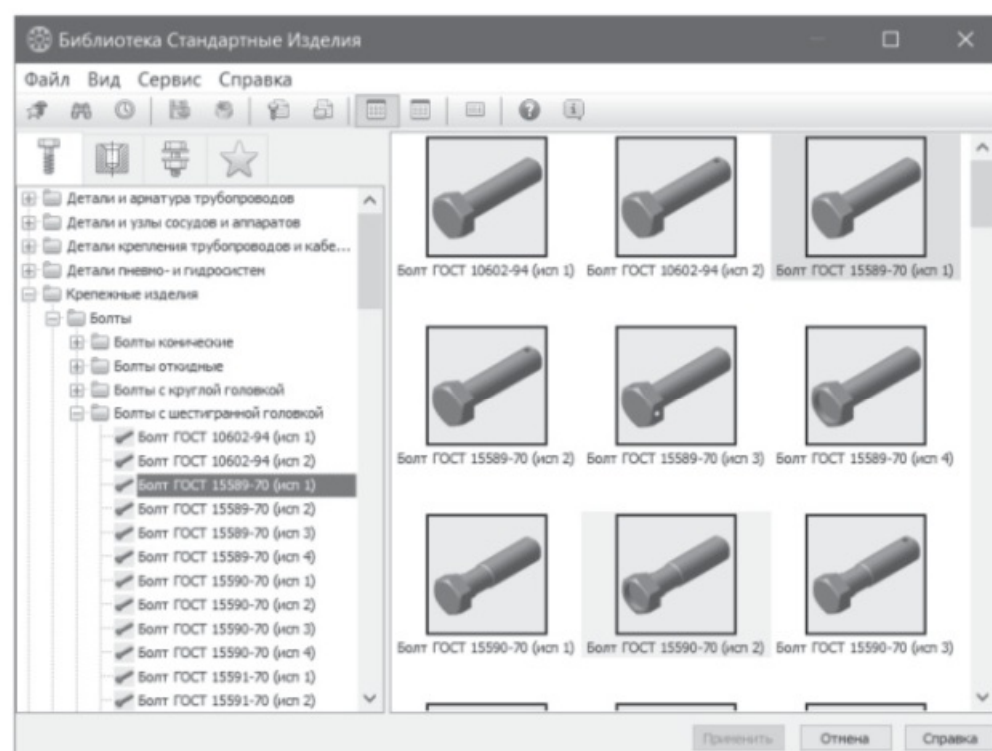 Библиотека Стандартные Изделия
Файл Вид Сервис Справка
Детали и арматура трубопроводов
Детали и узлы сосудов и аппаратов
Детали крепления трубопроводов и кабе...
Детали пневмо- и гидросистем
Крепежные изделия
Болты
Болты конические
Болты откидные
Болты с круглой головкой
Болты с шестигранной головкой
Болт ГОСТ 10602-94 (исп 1)
Болт ГОСТ 10602-94 (исп 2)
Болт ГОСТ 15589-70 (исп 1)
Болт ГОСТ 15589-70 (исп 2)
Болт ГОСТ 15589-70 (исп 3)
Болт ГОСТ 15589-70 (исп 4)
Болт ГОСТ 15590-70 (исп 1)
Болт ГОСТ 15590-70 (исп 2)
Болт ГОСТ 15590-70 (исп 3)
Болт ГОСТ 15590-70 (исп 4)
Болт ГОСТ 15591-70 (исп 1)
Болт ГОСТ 15591-70 (исп 2)
Болт ГОСТ 10602-94 (исп 1) Болт ГОСТ 10602-94 (исп 2) Болт ГОСТ 15589-70 (исп 1)
Болт ГОСТ 15589-70 (исп 2) Болт ГОСТ 15589-70 (исп 3) Болт ГОСТ 15589-70 (исп 4)
Болт ГОСТ 15590-70 (исп 1) Болт ГОСТ 15590-70 (исп 2) Болт ГОСТ 15590-70 (исп 3)
Применить Отмена Справка